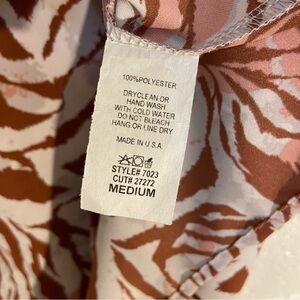 100%POLYESTER
DRYCLEAN OR
HAND WASH
WITH COLD WATER
DO NOT BLEACH
HANG OR LINE DRY
MADE IN U.S.A.
STYLE# 7023
CUT# 27272
MEDIUM